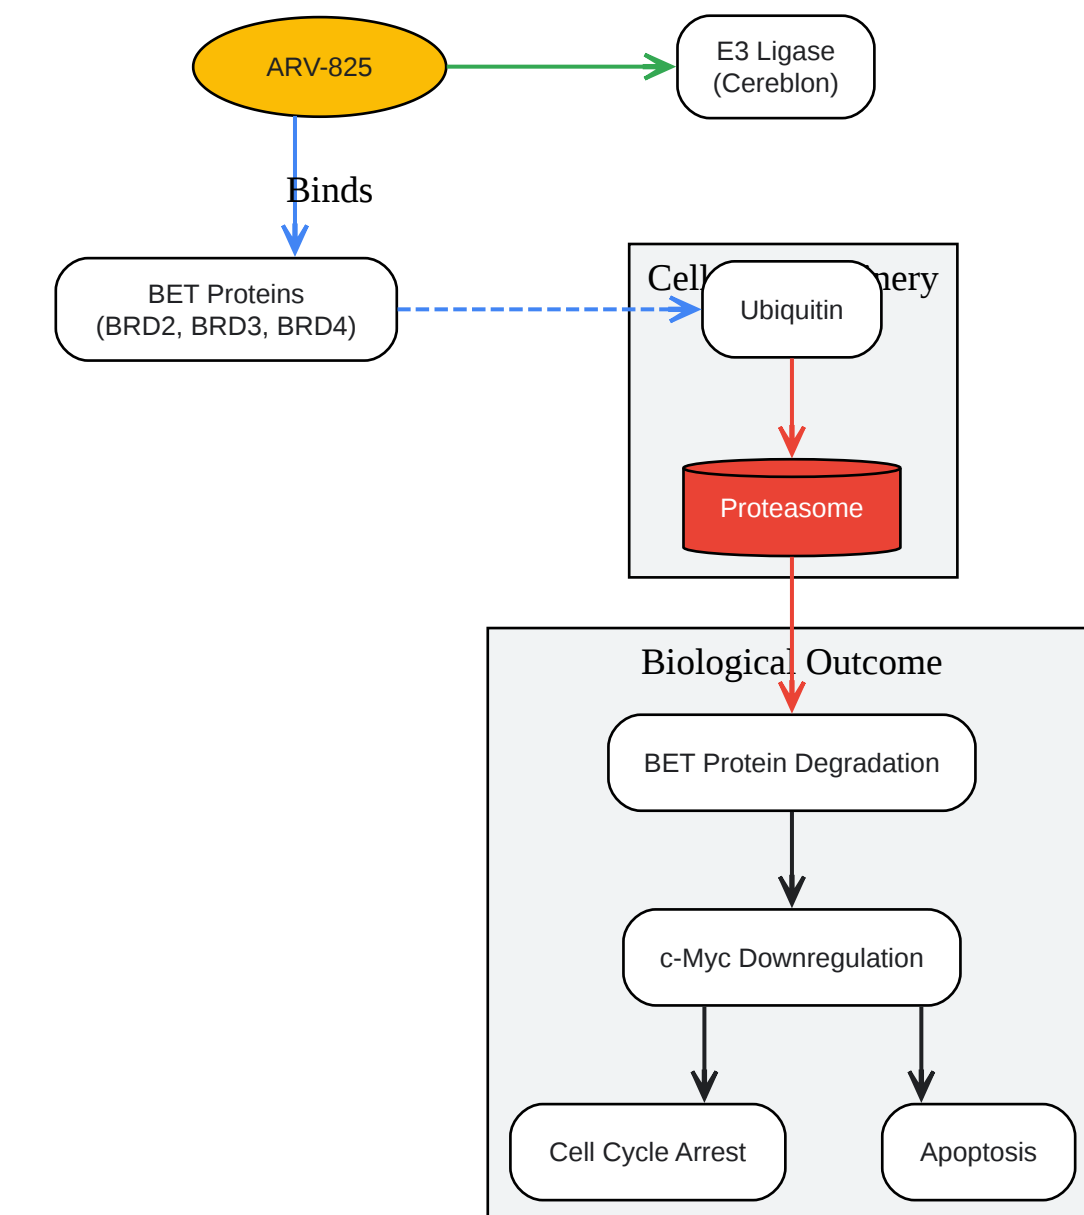 ARV-825
E3 Ligase
(Cereblon)
Binds
BET Proteins
(BRD2, BRD3, BRD4)
Ubiquitin
Proteasome
Biological Outcome
BET Protein Degradation
c-Myc Downregulation
Cell Cycle Arrest
Apoptosis